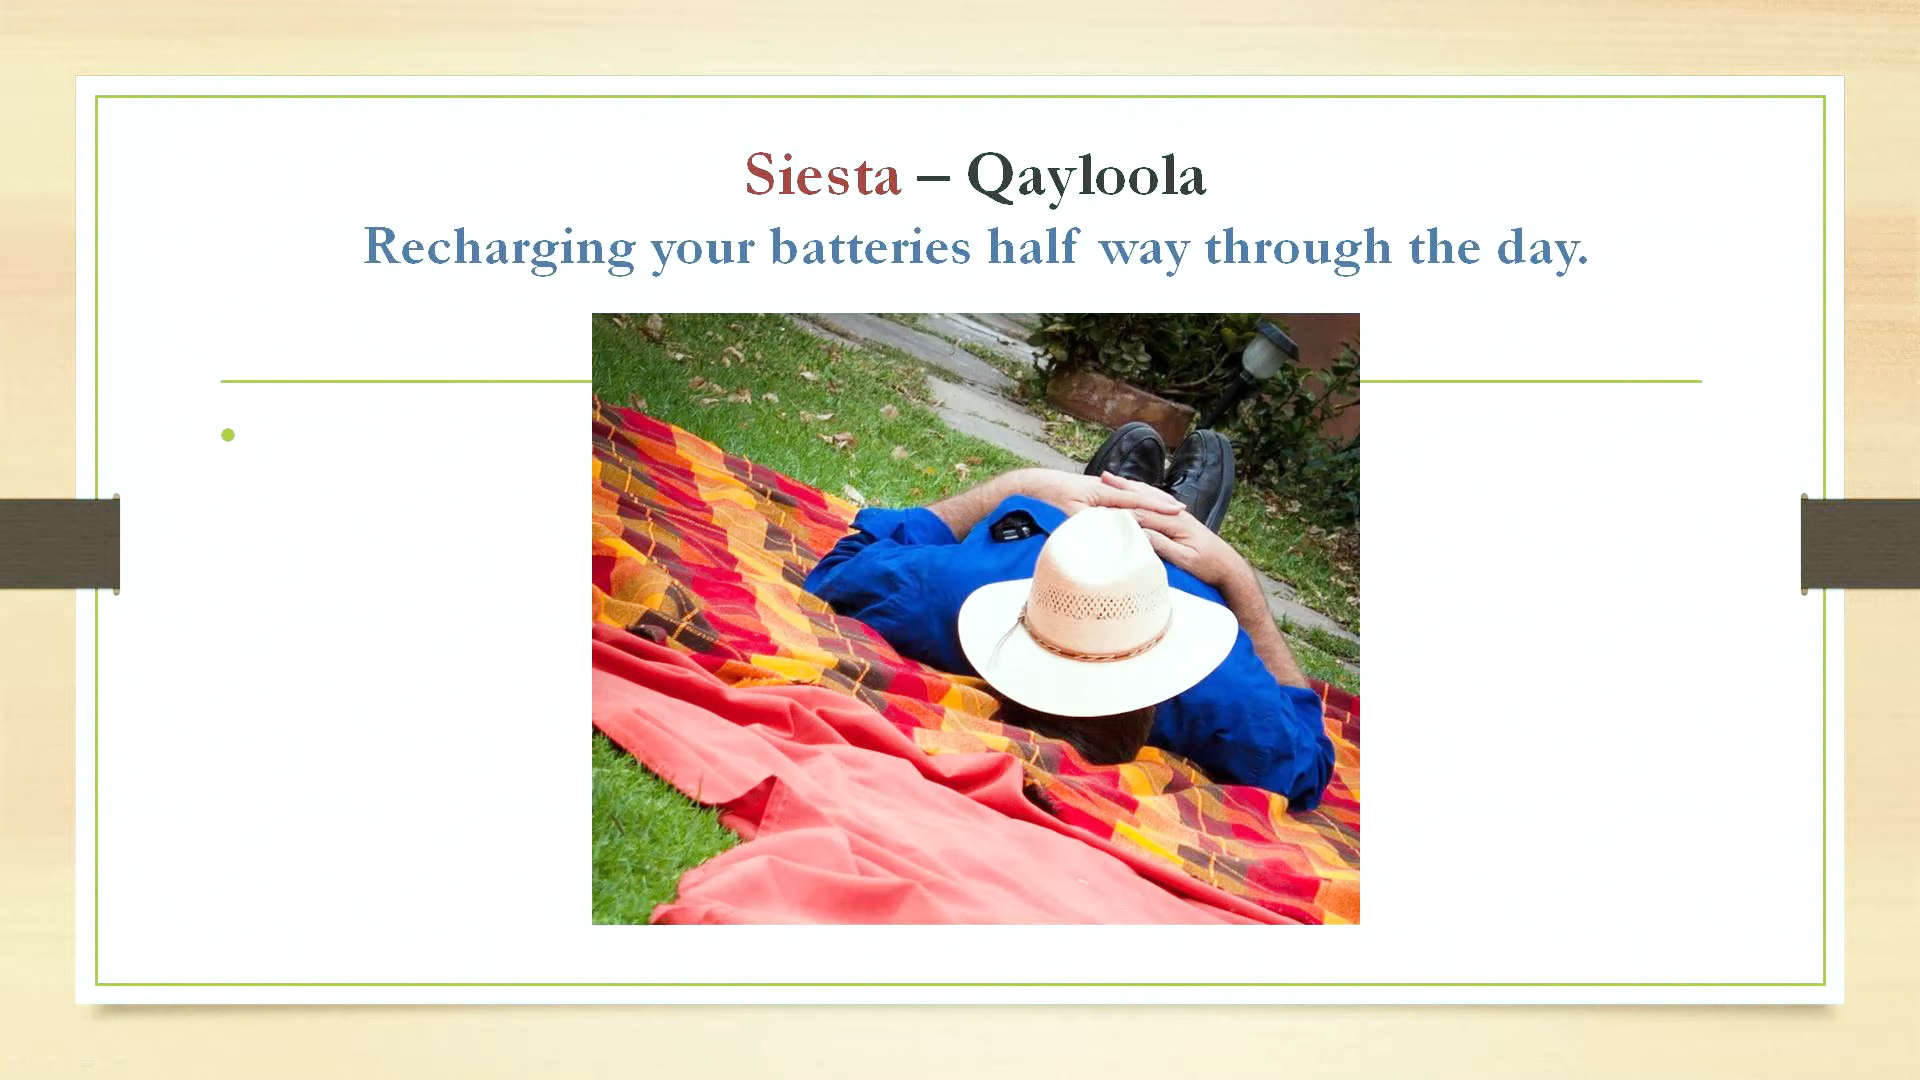 Siesta – Qayloola
Recharging your batteries half way through the day.